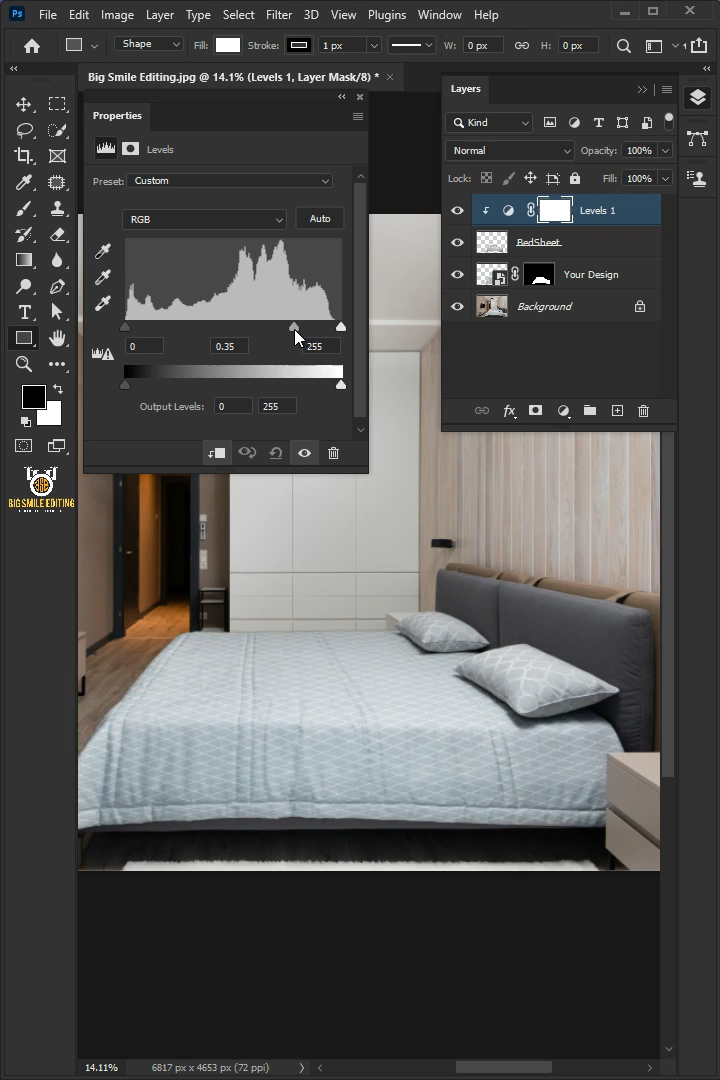 Ps File Edit Image Layer Type Select Filter 3D View Plugins Window Help
Shape Fill: Stroke: 1 px W: 0 px H: 0 px
Big Smile Editing.jpg @ 14.1% (Levels 1, Layer Mask/8) *
Properties
Levels
Preset: Custom
RGB Auto
0 0.35 255
Output Levels: 0 255
Layers
Kind
Normal Opacity: 100%
Lock: Fill: 100%
Levels 1
BedSheet
Your Design
Background
BSE
BIG SMILE EDITING
14.11% 6817 px x 4653 px (72 ppi)